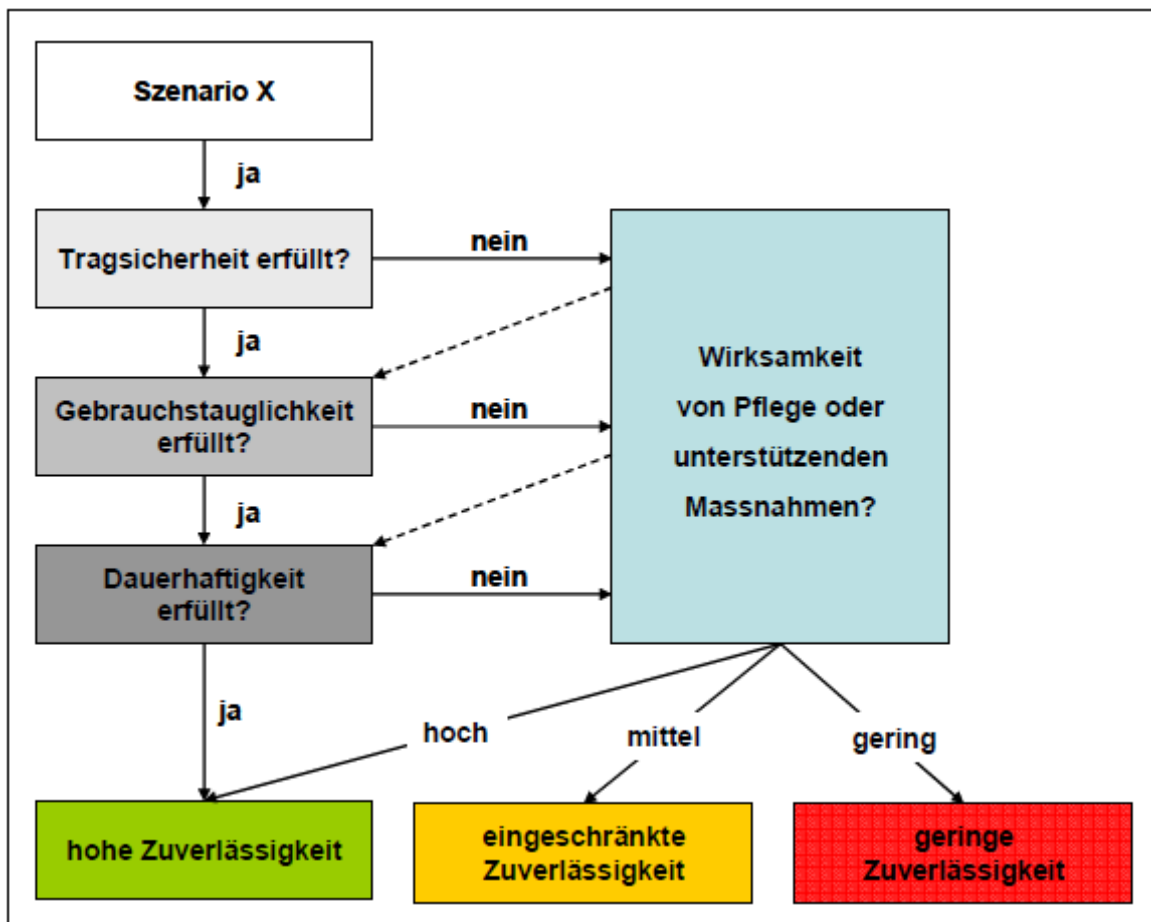 Szenario X
ja
Tragsicherheit erfüllt?
nein
ja
Gebrauchstauglichkeit
erfüllt?
nein
ja
Dauerhaftigkeit
erfüllt?
nein
Wirksamkeit
von Pflege oder
unterstützenden
Massnahmen?
ja
hoch
mittel
gering
hohe Zuverlässigkeit
eingeschränkte
Zuverlässigkeit
geringe
Zuverlässigkeit